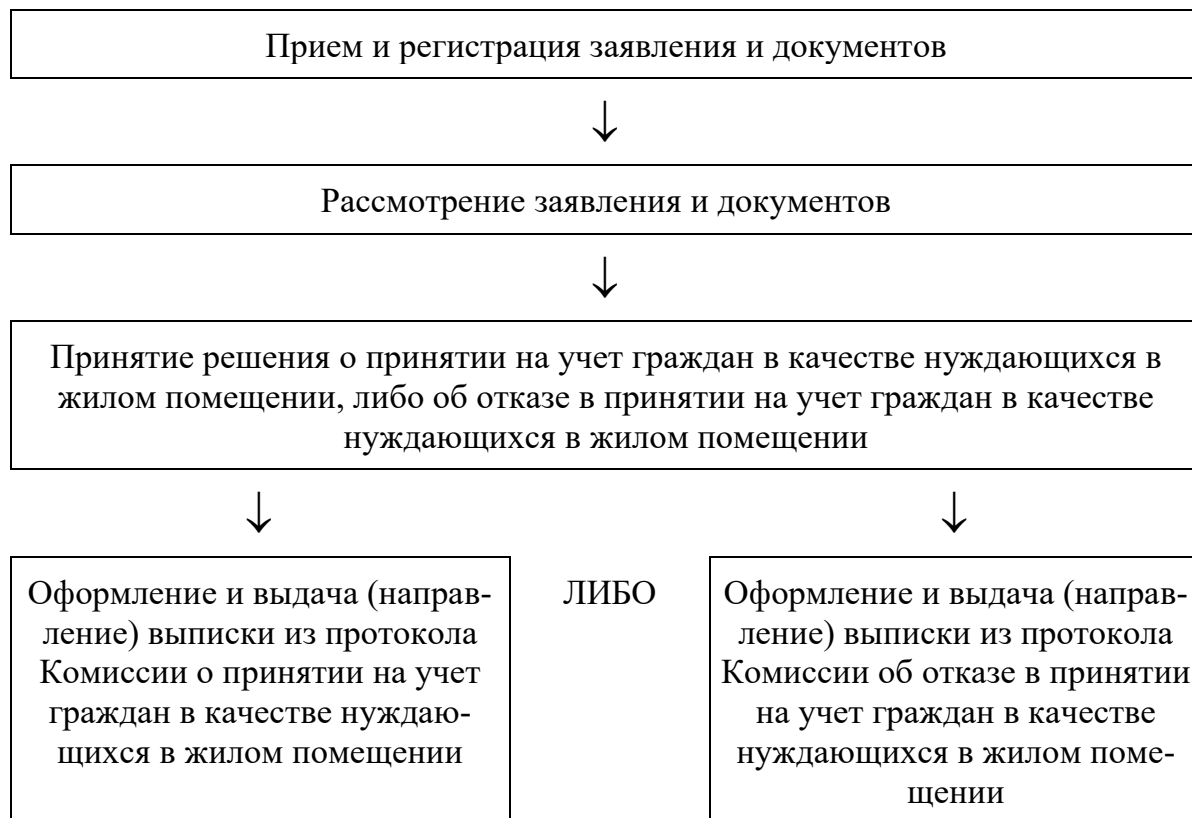 Прием и регистрация заявления и документов
↓
Рассмотрение заявления и документов
↓
Принятие решения о принятии на учет граждан в качестве нуждающихся в
жилом помещении, либо об отказе в принятии на учет граждан в качестве
нуждающихся в жилом помещении
↓ ↓
Оформление и выдача (направ-
ление) выписки из протокола
Комиссии о принятии на учет
граждан в качестве нуждаю-
щихся в жилом помещении
ЛИБО
Оформление и выдача (направ-
ление) выписки из протокола
Комиссии об отказе в принятии
на учет граждан в качестве
нуждающихся в жилом поме-
щении